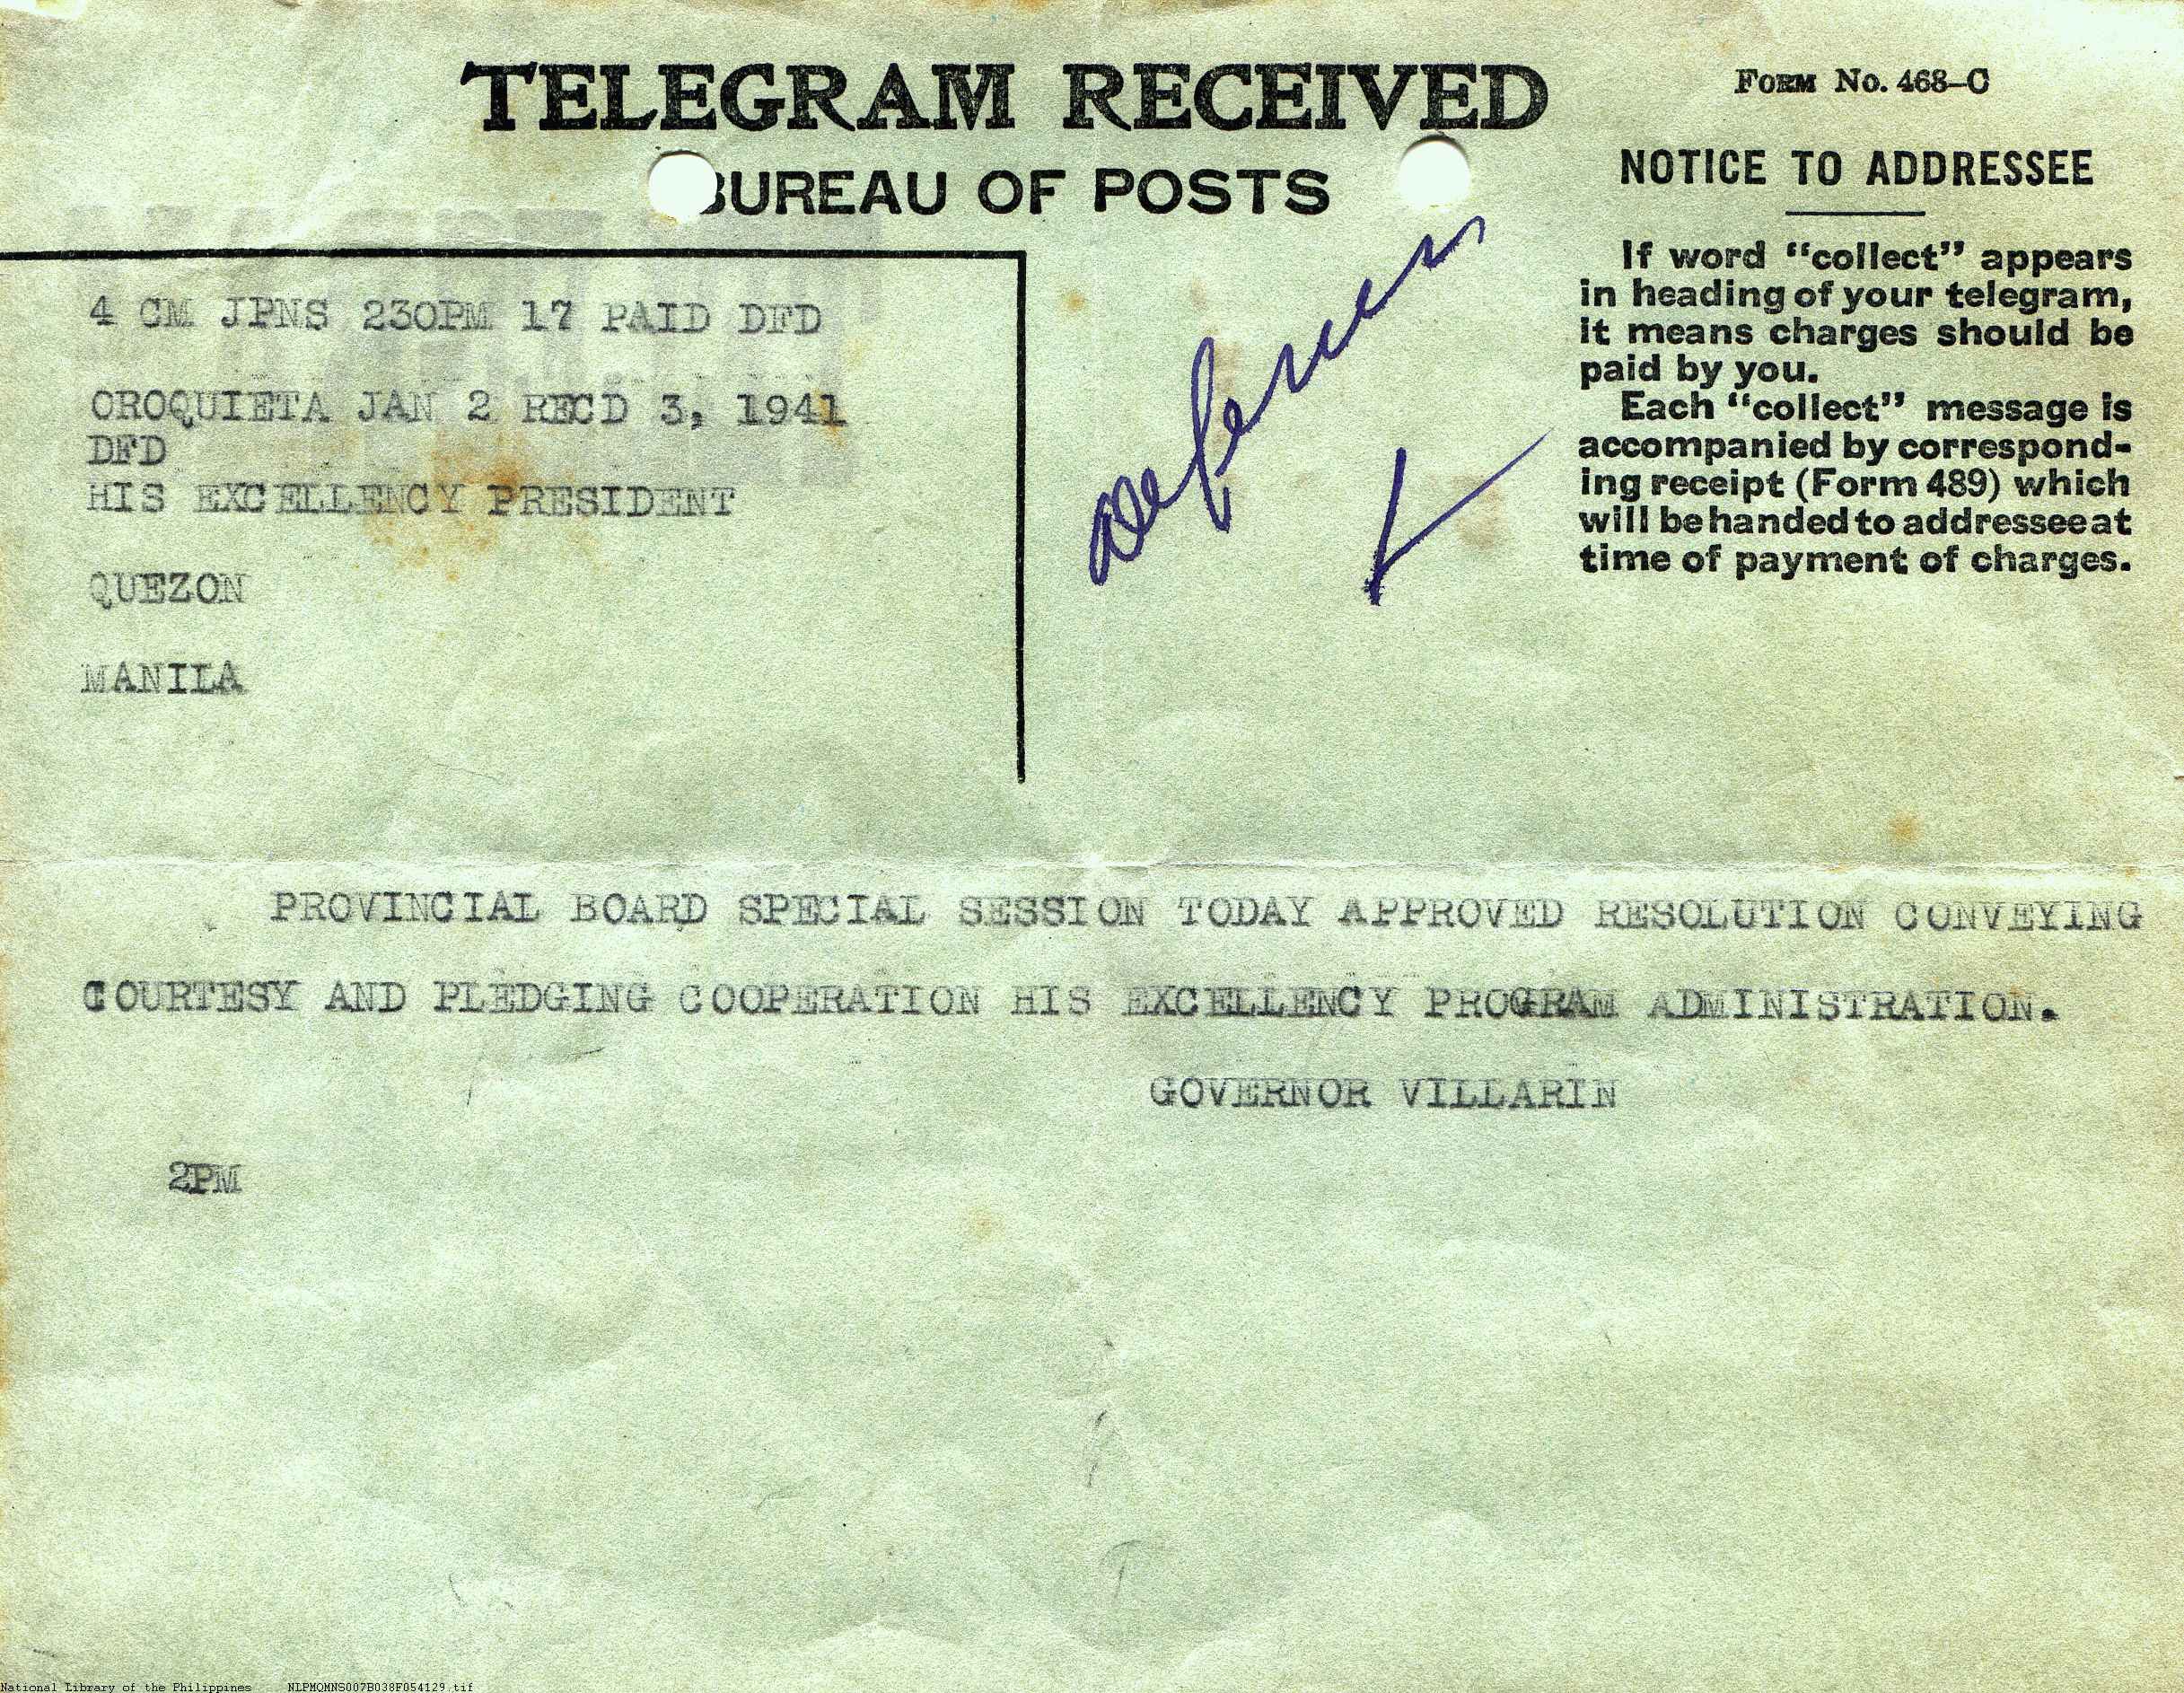 TELEGRAM RECEIVED
BUREAU OF POSTS
FORM NO. 468-C
NOTICE TO ADDRESSEE
If word "collect" appears
in heading of your telegram,
it means charges should be
paid by you.
Each "collect" message is
accompanied by correspond-
ing receipt (Form 489) which
will be handed to addressee at
time of payment of charges.
4 CM JPNS 230PM 17 PAID DFD
OROQUIETA JAN 2 RECD 3, 1941
DFD
HIS EXCELLENCY PRESIDENT
QUEZON
MANILA
PROVINCIAL BOARD SPECIAL SESSION TODAY APPROVED RESOLUTION CONVEYING
COURTESY AND PLEDGING COOPERATION HIS EXCELLENCY PROGRAM ADMINISTRATION.
GOVERNOR VILLARIN
2PM
National Library of the Philippines NLPMQMNS007B038F054129.tif